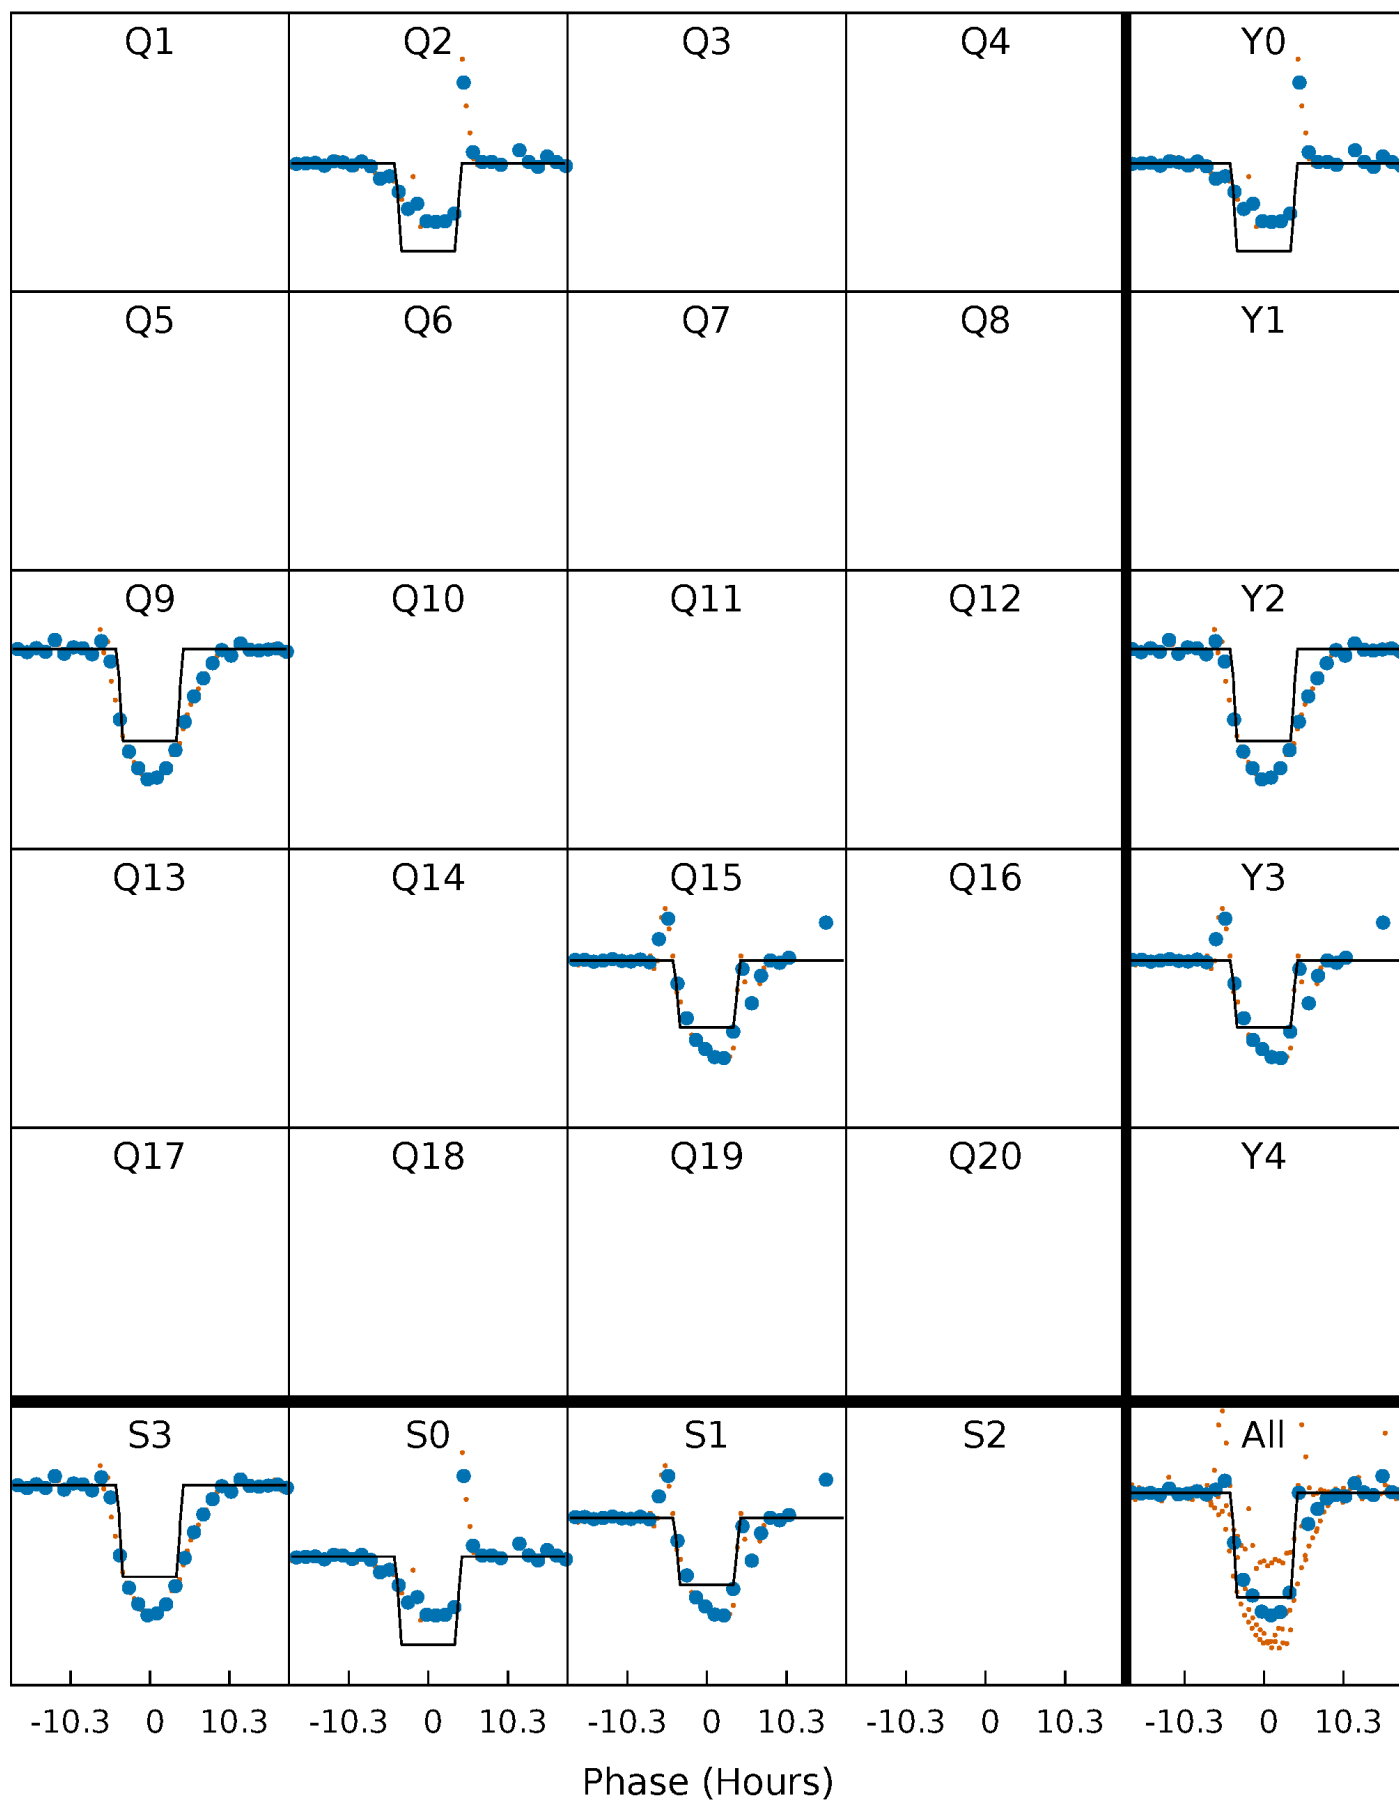 Q1 Q2 Q3 Q4 Y0
Q5 Q6 Q7 Q8 Y1
Q9 Q10 Q11 Q12 Y2
Q13 Q14 Q15 Q16 Y3
Q17 Q18 Q19 Q20 Y4
S3 S0 S1 S2 All
-10.3 0 10.3 -10.3 0 10.3 -10.3 0 10.3 -10.3 0 10.3 -10.3 0 10.3
Phase (Hours)